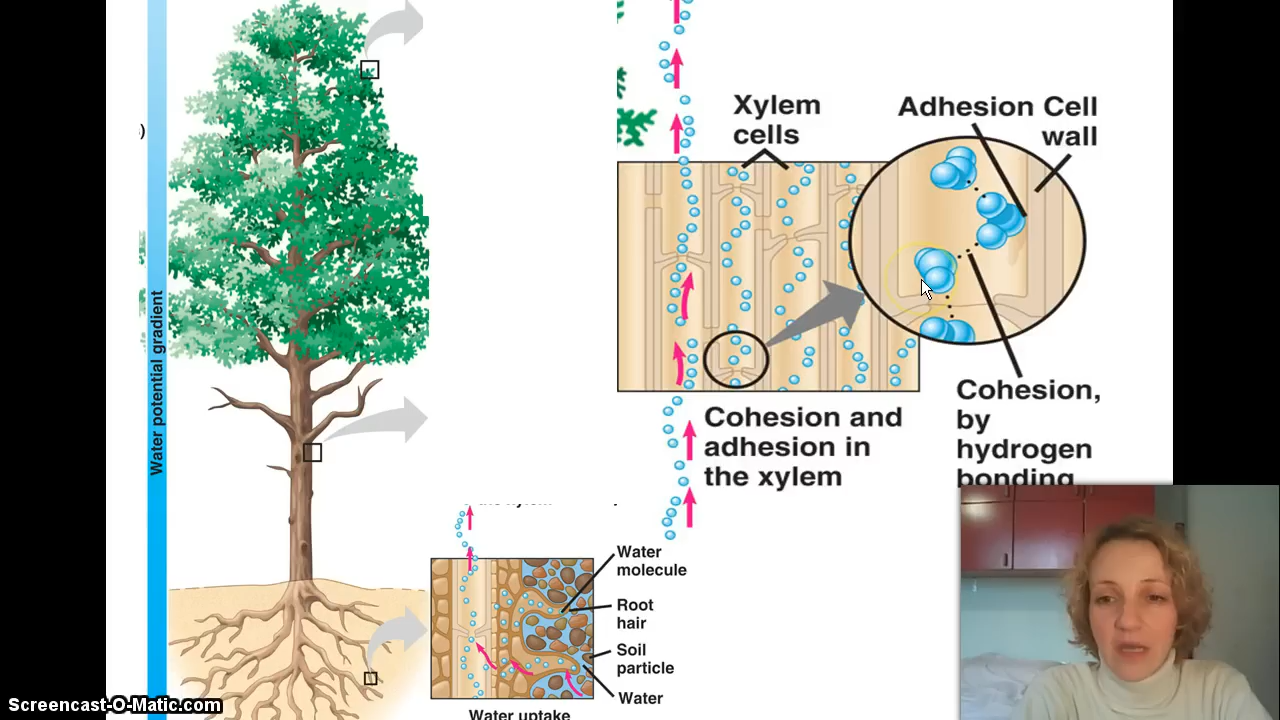 )
Water potential gradient
Xylem
cells
Adhesion Cell
wall
Cohesion and
adhesion in
the xylem
Cohesion,
by
hydrogen
bonding
Water
molecule
Root
hair
Soil
particle
Water
Water uptake
Screencast-O-Matic.com